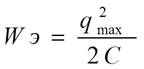 Wэ = q²max / 2C